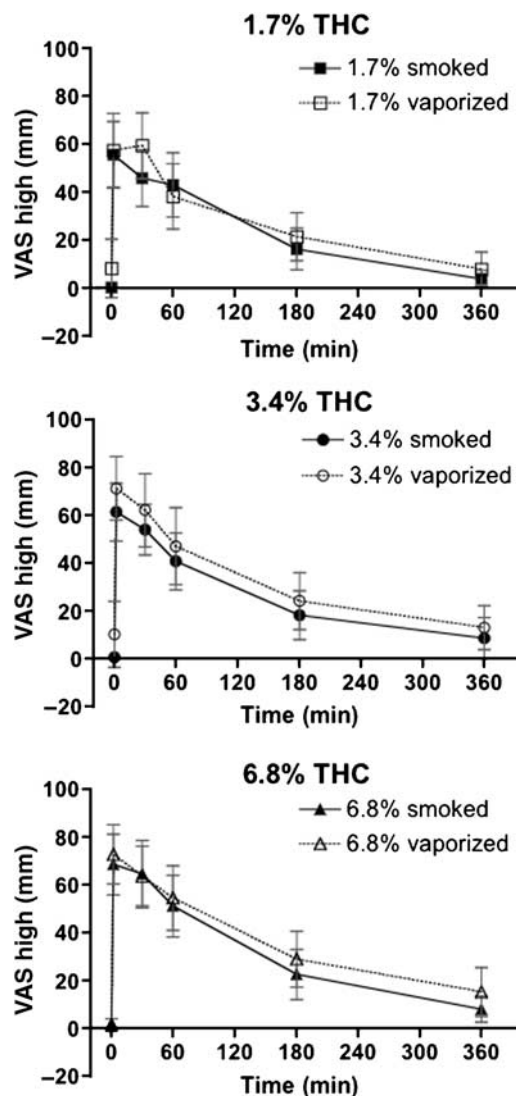 1.7% THC
1.7% smoked
1.7% vaporized
VAS high (mm)
100
80
60
40
20
0
–20
0 60 120 180 240 300 360
Time (min)
3.4% THC
3.4% smoked
3.4% vaporized
VAS high (mm)
100
80
60
40
20
0
–20
0 60 120 180 240 300 360
Time (min)
6.8% THC
6.8% smoked
6.8% vaporized
VAS high (mm)
100
80
60
40
20
0
–20
0 60 120 180 240 300 360
Time (min)